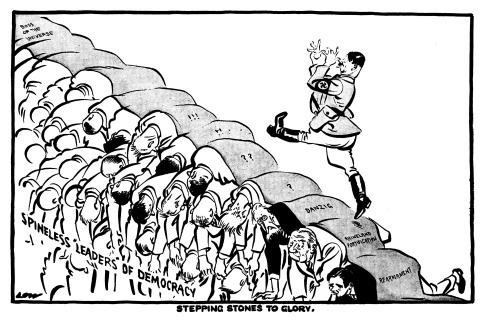 BOSS
OF THE
UNIVERSE
!!!
!!
??
?
DANZIG
RHINELAND
FORTIFICATION
REARMAMENT
SPINELESS LEADERS OF DEMOCRACY
LOW
STEPPING STONES TO GLORY.